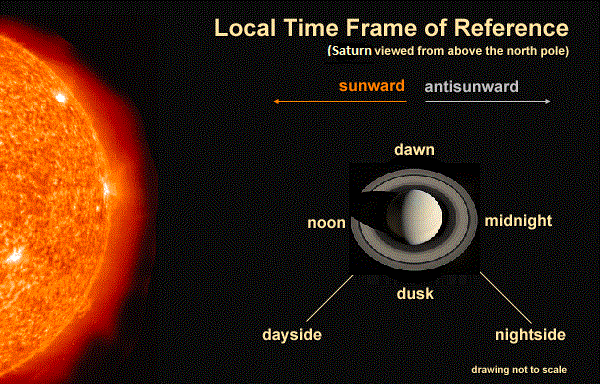 Local Time Frame of Reference
(Saturn viewed from above the north pole)
sunward antisunward
dawn
noon midnight
dusk
dayside nightside
drawing not to scale